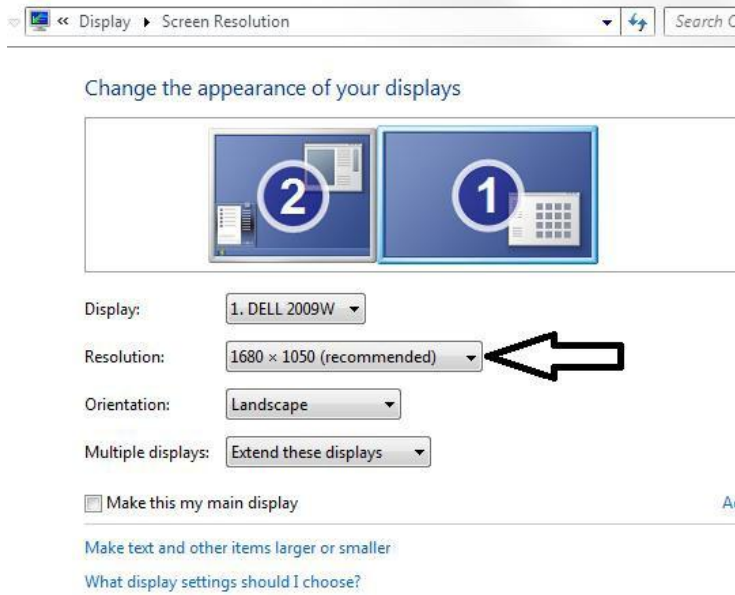 « Display ▸ Screen Resolution Search C
Change the appearance of your displays
2 1
Display: 1. DELL 2009W
Resolution: 1680 × 1050 (recommended)
Orientation: Landscape
Multiple displays: Extend these displays
Make this my main display
Make text and other items larger or smaller
What display settings should I choose?